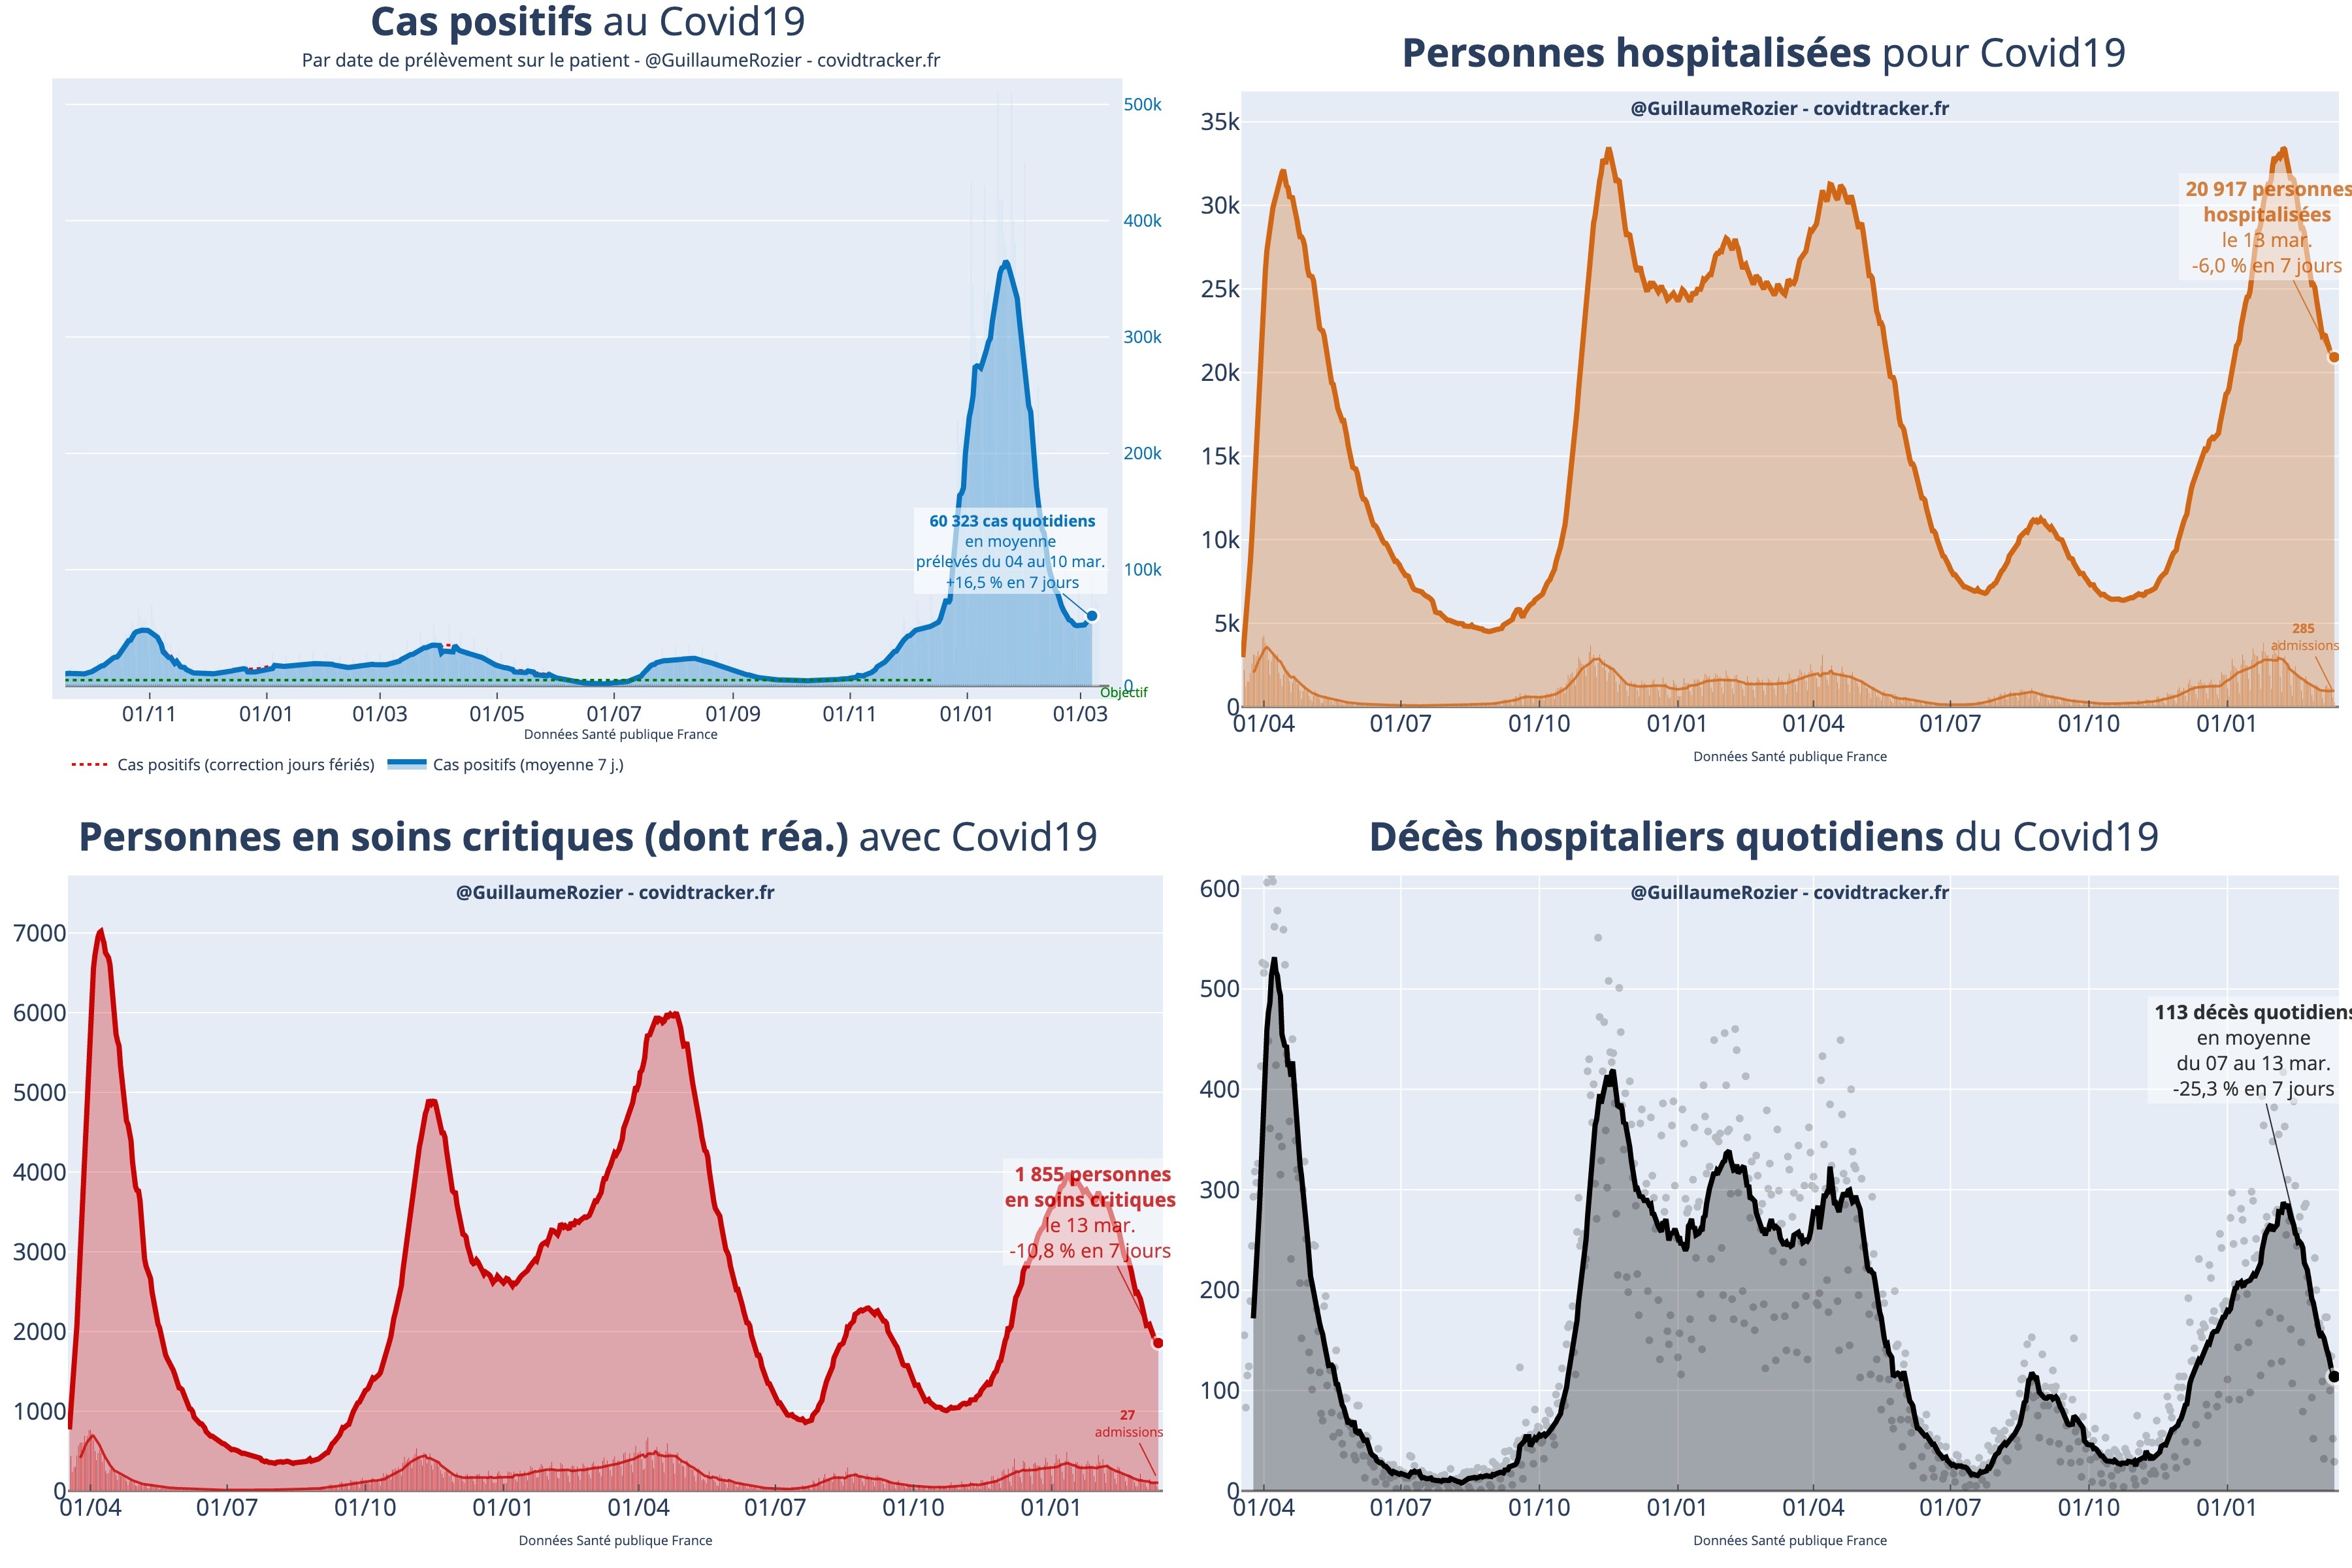 Cas positifs au Covid19
Par date de prélèvement sur le patient - @GuillaumeRozier - covidtracker.fr
500k
400k
300k
200k
100k
0
60 323 cas quotidiens
en moyenne
prélevés du 04 au 10 mar.
+16,5 % en 7 jours
Objectif
01/11 01/01 01/03 01/05 01/07 01/09 01/11 01/01 01/03
Données Santé publique France
Cas positifs (correction jours fériés) Cas positifs (moyenne 7 j.)
Personnes hospitalisées pour Covid19
@GuillaumeRozier - covidtracker.fr
35k
30k
25k
20k
15k
10k
5k
0
20 917 personnes
hospitalisées
le 13 mar.
-6,0 % en 7 jours
285
admissions
01/04 01/07 01/10 01/01 01/04 01/07 01/10 01/01
Données Santé publique France
Personnes en soins critiques (dont réa.) avec Covid19
@GuillaumeRozier - covidtracker.fr
7000
6000
5000
4000
3000
2000
1000
0
1 855 personnes
en soins critiques
le 13 mar.
-10,8 % en 7 jours
27
admissions
01/04 01/07 01/10 01/01 01/04 01/07 01/10 01/01
Données Santé publique France
Décès hospitaliers quotidiens du Covid19
@GuillaumeRozier - covidtracker.fr
600
500
400
300
200
100
0
113 décès quotidiens
en moyenne
du 07 au 13 mar.
-25,3 % en 7 jours
01/04 01/07 01/10 01/01 01/04 01/07 01/10 01/01
Données Santé publique France